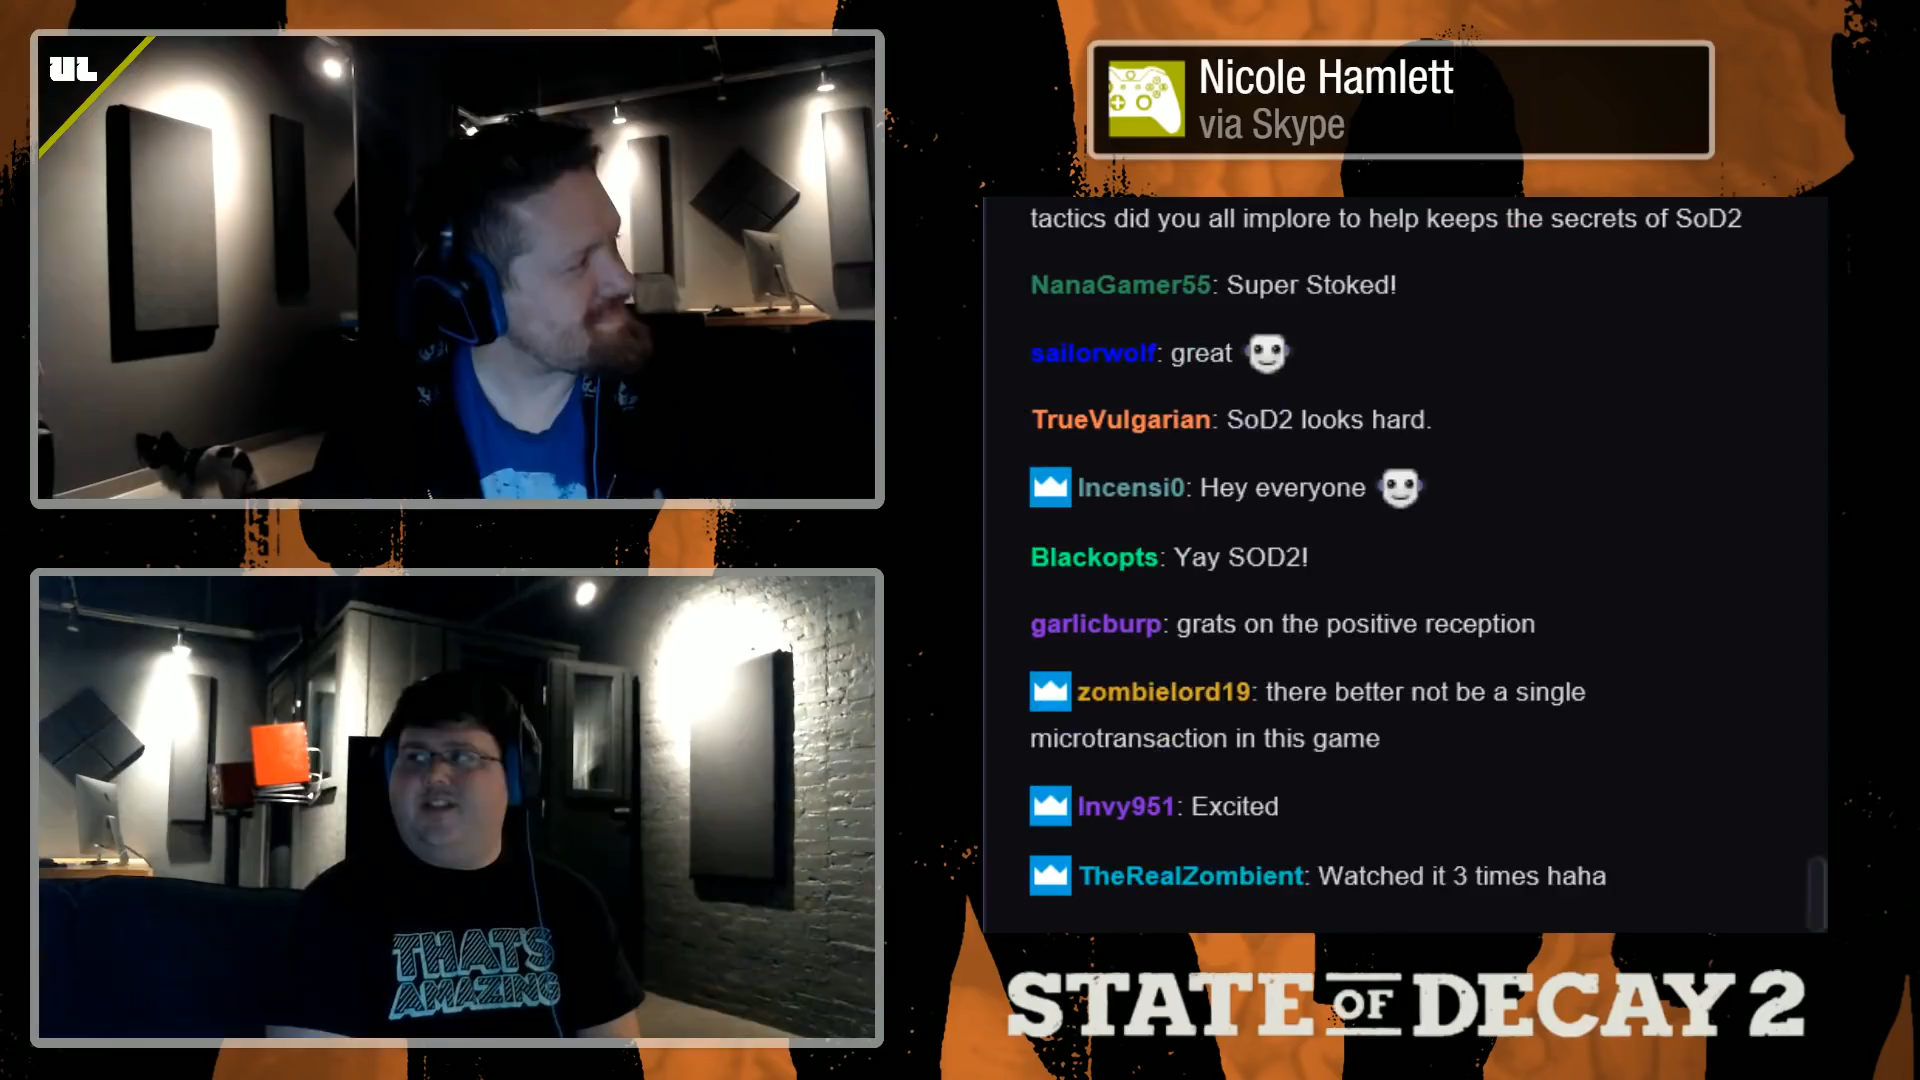 UL
Nicole Hamlett
via Skype
tactics did you all implore to help keeps the secrets of SoD2
NanaGamer55: Super Stoked!
sailorwolf: great
TrueVulgarian: SoD2 looks hard.
Incensi0: Hey everyone
Blackopts: Yay SOD2!
garlicburp: grats on the positive reception
zombielord19: there better not be a single
microtransaction in this game
Invy951: Excited
TheRealZombient: Watched it 3 times haha
THAT'S
AMAZING
STATE OF DECAY 2